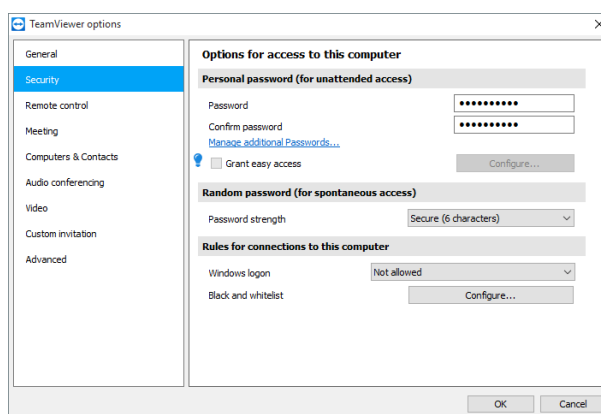 TeamViewer options
General
Security
Remote control
Meeting
Computers & Contacts
Audio conferencing
Video
Custom invitation
Advanced
Options for access to this computer
Personal password (for unattended access)
Password ••••••••••
Confirm password ••••••••••
Manage additional Passwords...
Grant easy access Configure...
Random password (for spontaneous access)
Password strength Secure (6 characters)
Rules for connections to this computer
Windows logon Not allowed
Black and whitelist Configure...
OK Cancel